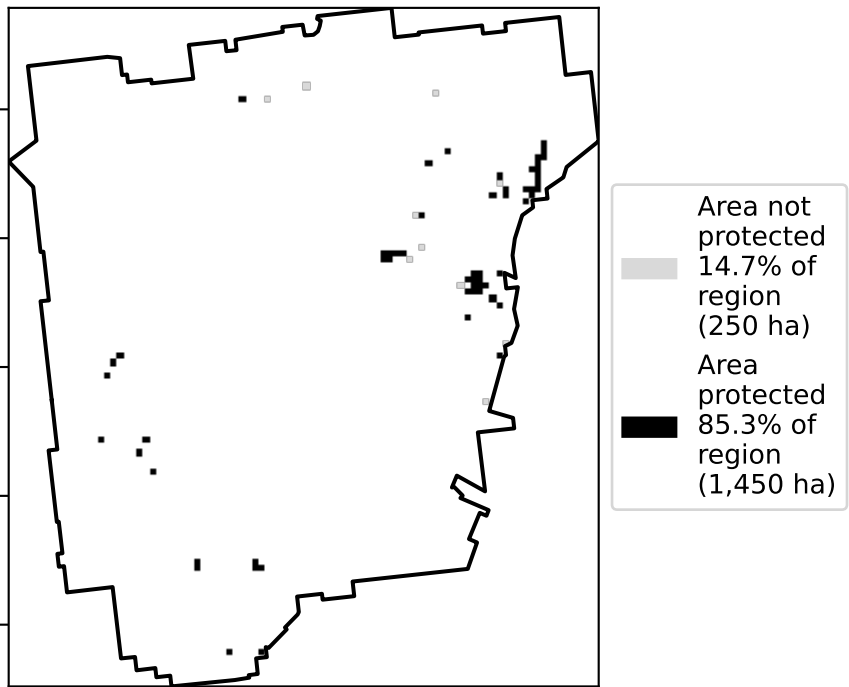 Area not
protected
14.7% of
region
(250 ha)
Area
protected
85.3% of
region
(1,450 ha)